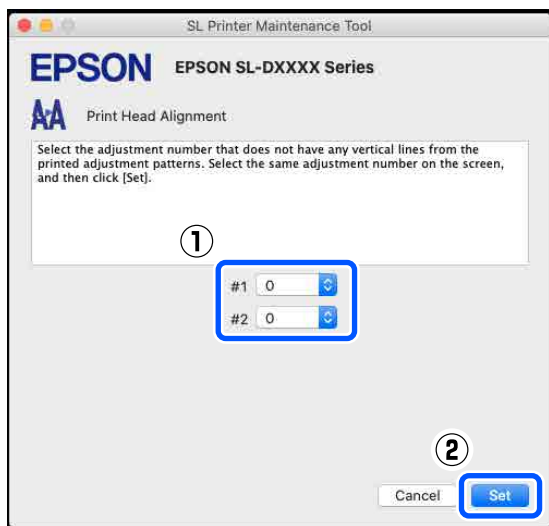 SL Printer Maintenance Tool
EPSON EPSON SL-DXXXX Series
Print Head Alignment
Select the adjustment number that does not have any vertical lines from the
printed adjustment patterns. Select the same adjustment number on the screen,
and then click [Set].
①
#1 0
#2 0
②
Cancel Set